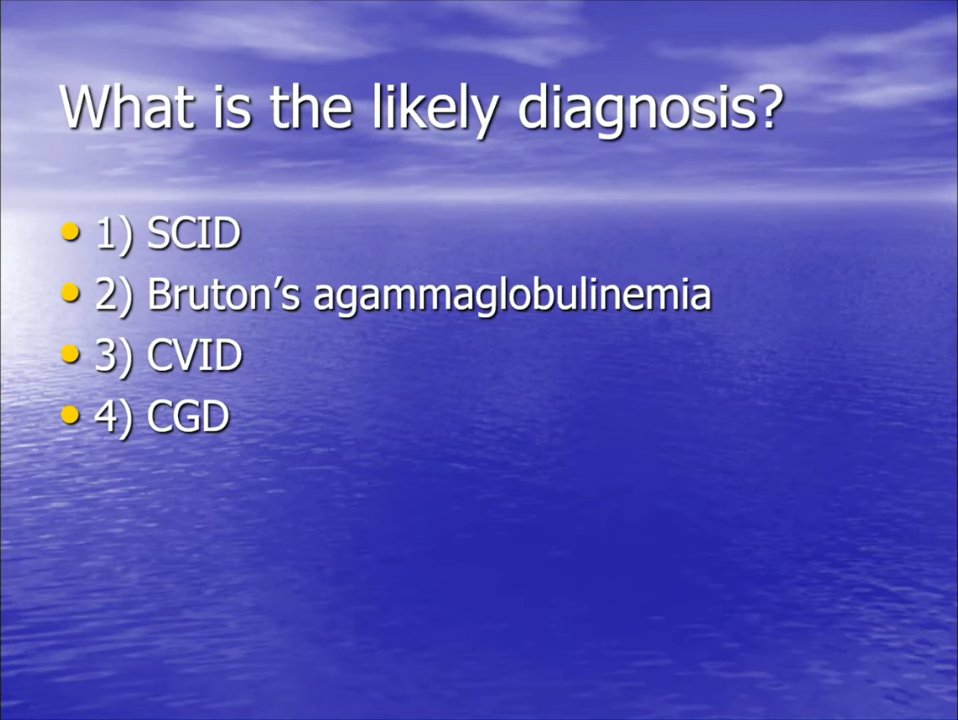 What is the likely diagnosis?
• 1) SCID
• 2) Bruton’s agammaglobulinemia
• 3) CVID
• 4) CGD